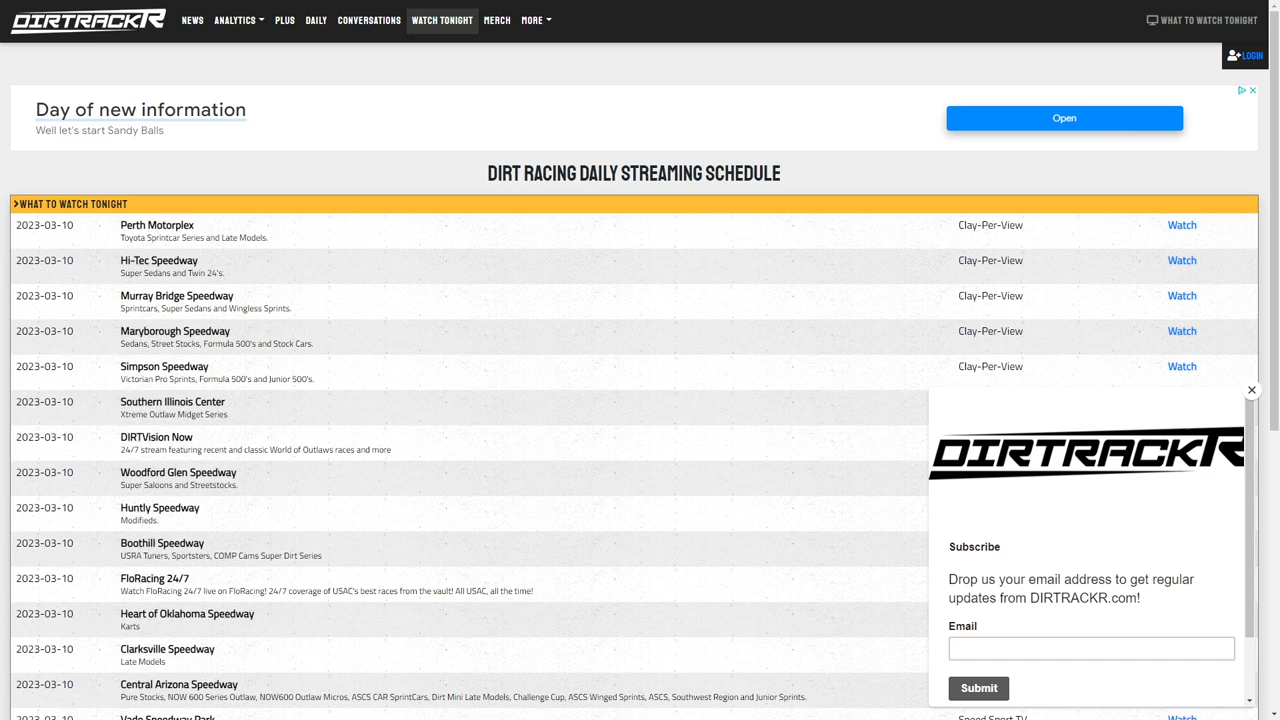 DIRTRACKR NEWS ANALYTICS PLUS DAILY CONVERSATIONS WATCH TONIGHT MERCH MORE WHAT TO WATCH TONIGHT
LOGIN
Day of new information
Well let's start Sandy Balls
Open
DIRT RACING DAILY STREAMING SCHEDULE
WHAT TO WATCH TONIGHT
2023-03-10 Perth Motorplex Clay-Per-View Watch
Toyota Sprintcar Series and Late Models.
2023-03-10 Hi-Tec Speedway Clay-Per-View Watch
Super Sedans and Twin 24's.
2023-03-10 Murray Bridge Speedway Clay-Per-View Watch
Sprintcars, Super Sedans and Wingless Sprints.
2023-03-10 Maryborough Speedway Clay-Per-View Watch
Sedans, Street Stocks, Formula 500's and Stock Cars.
2023-03-10 Simpson Speedway Clay-Per-View Watch
Victorian Pro Sprints, Formula 500's and Junior 500's.
2023-03-10 Southern Illinois Center
Xtreme Outlaw Midget Series
2023-03-10 DIRTVision Now
24/7 stream featuring recent and classic World of Outlaws races and more
2023-03-10 Woodford Glen Speedway
Super Saloons and Streetstocks.
2023-03-10 Huntly Speedway
Modifieds.
2023-03-10 Boothill Speedway
USRA Tuners, Sportsters, COMP Cams Super Dirt Series
2023-03-10 FloRacing 24/7
Watch FloRacing 24/7 live on FloRacing! 24/7 coverage of USAC's best races from the vault! All USAC, all the time!
2023-03-10 Heart of Oklahoma Speedway
Karts
2023-03-10 Clarksville Speedway
Late Models
2023-03-10 Central Arizona Speedway
Pure Stocks, NOW 600 Series Outlaw, NOW600 Outlaw Micros, ASCS CAR SprintCars, Dirt Mini Late Models, Challenge Cup, ASCS Winged Sprints, ASCS, Southwest Region and Junior Sprints.
2023-03-10 Vado Speedway Park Speed Sport TV Watch
DIRTRACKR
Subscribe
Drop us your email address to get regular
updates from DIRTRACKR.com!
Email
Submit